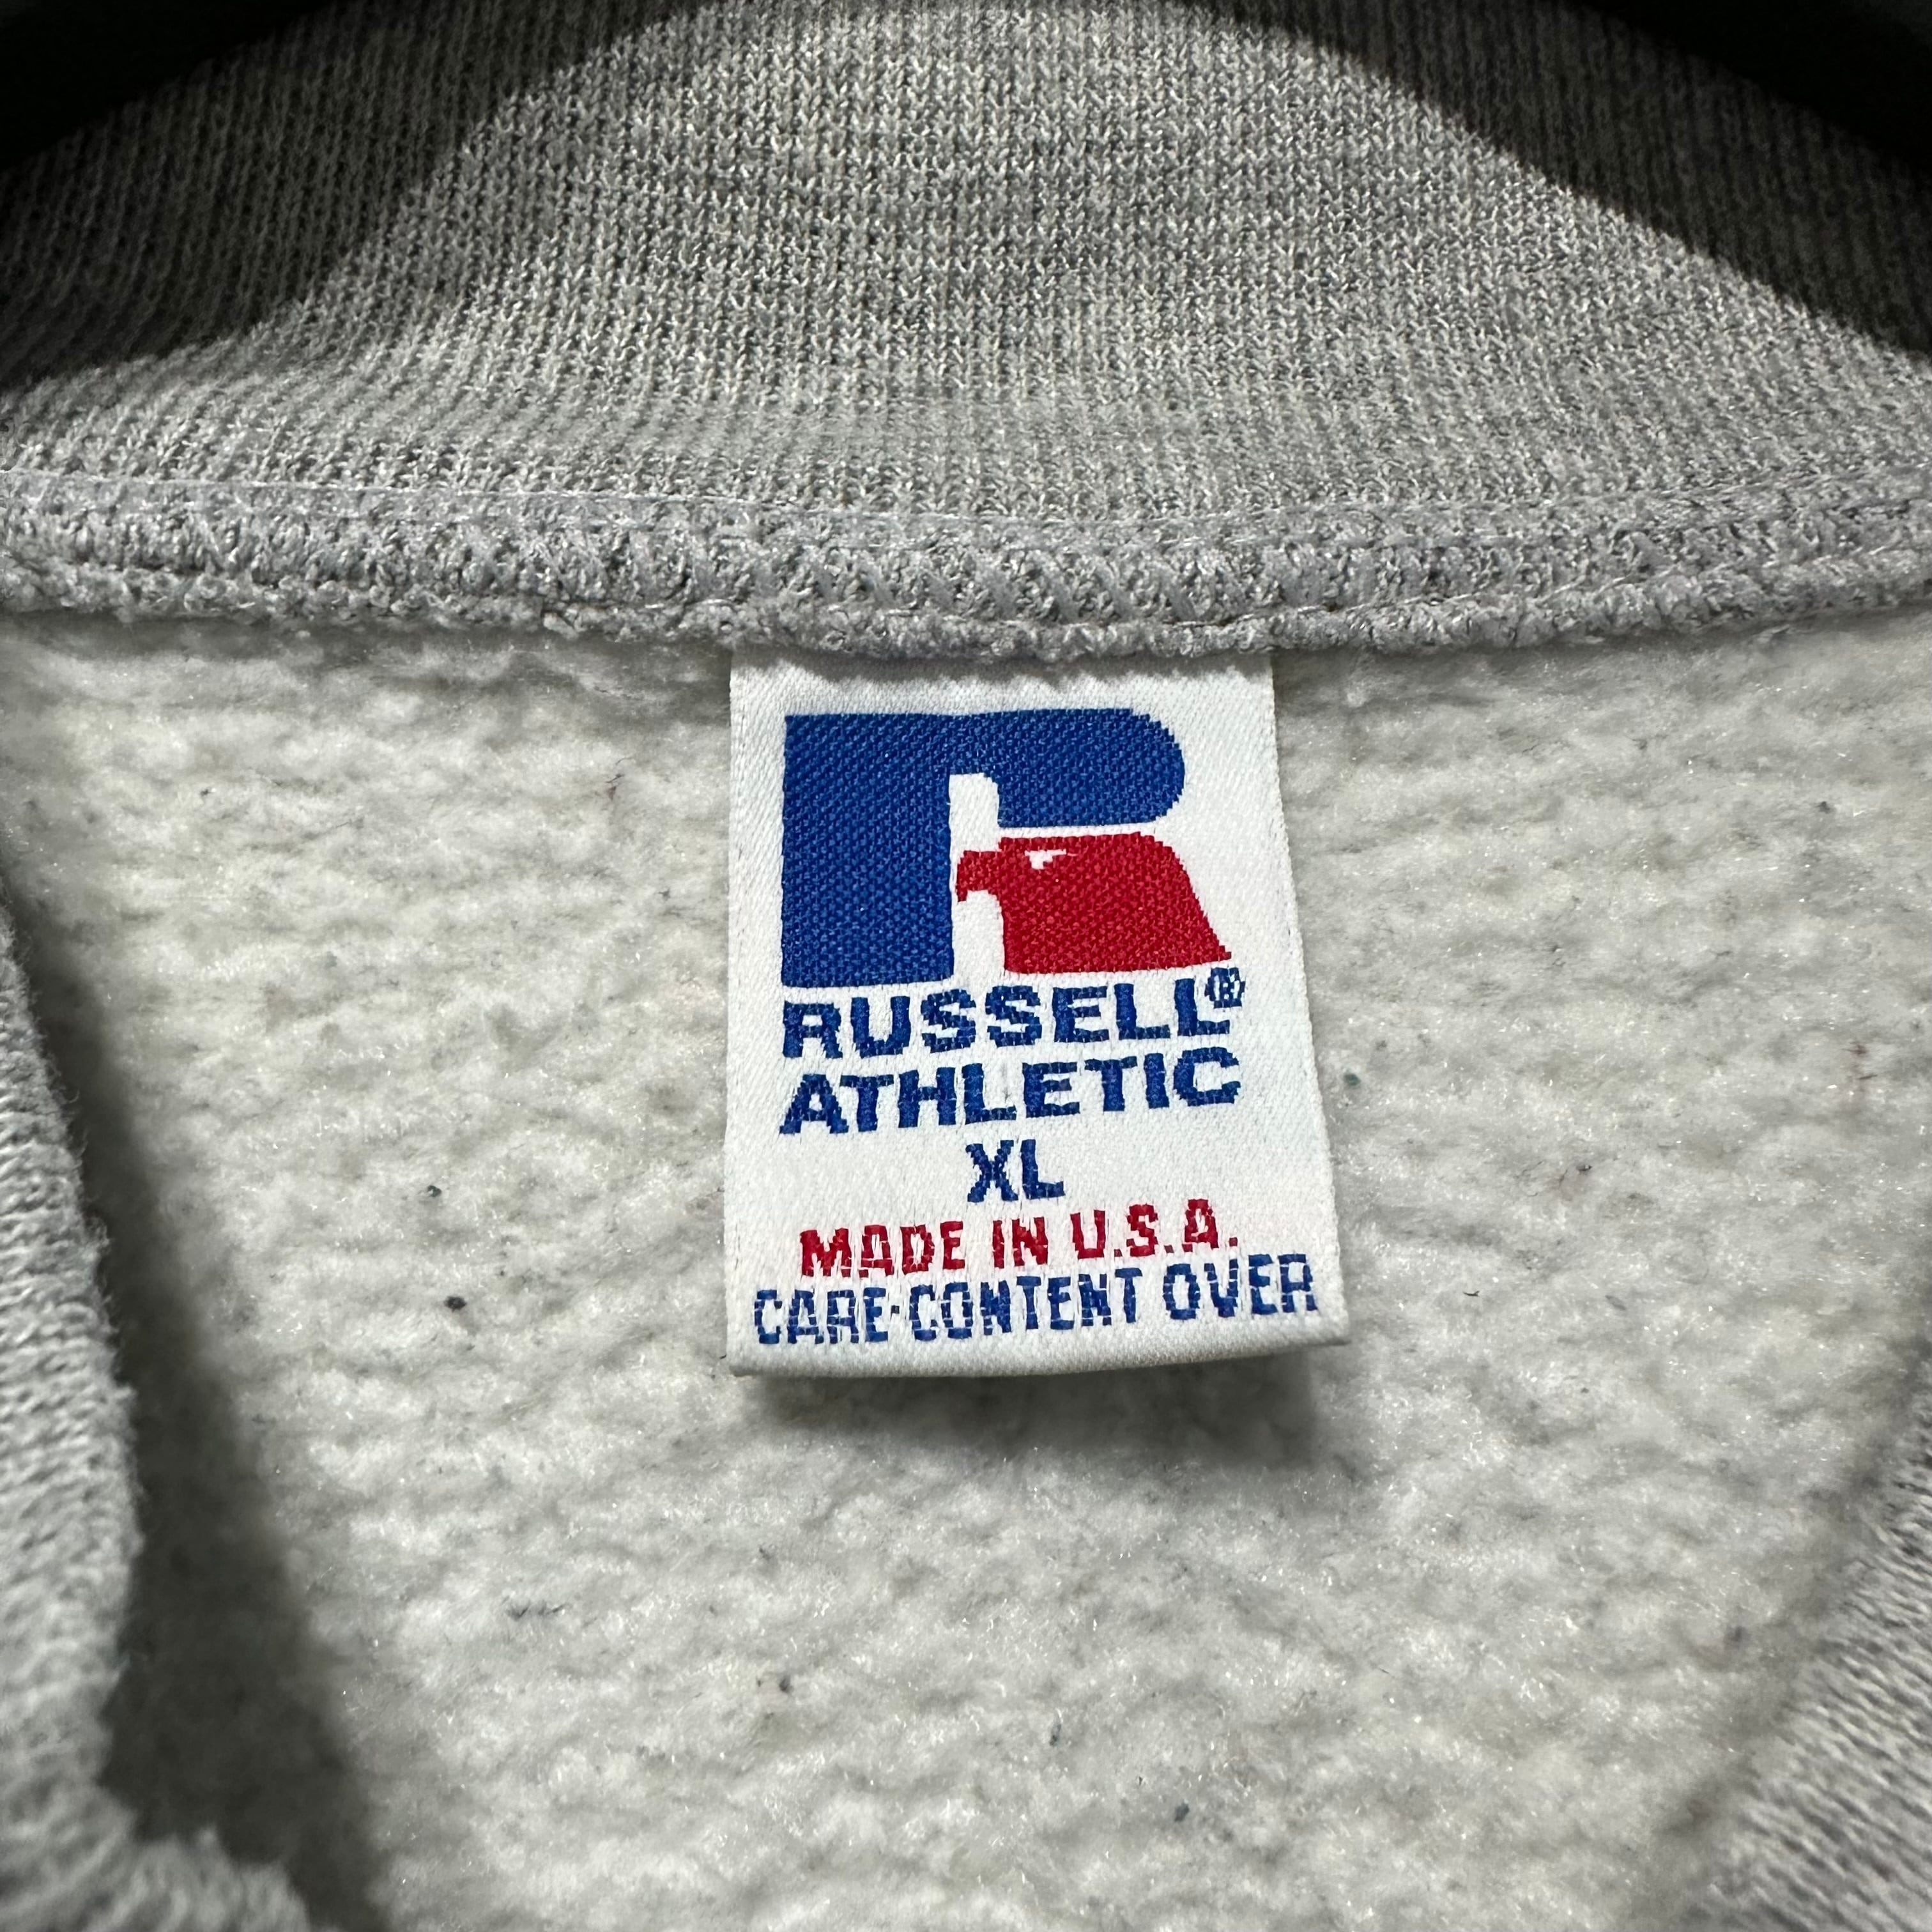 R
RUSSELL®
ATHLETIC
XL
MADE IN U.S.A.
CARE·CONTENT OVER